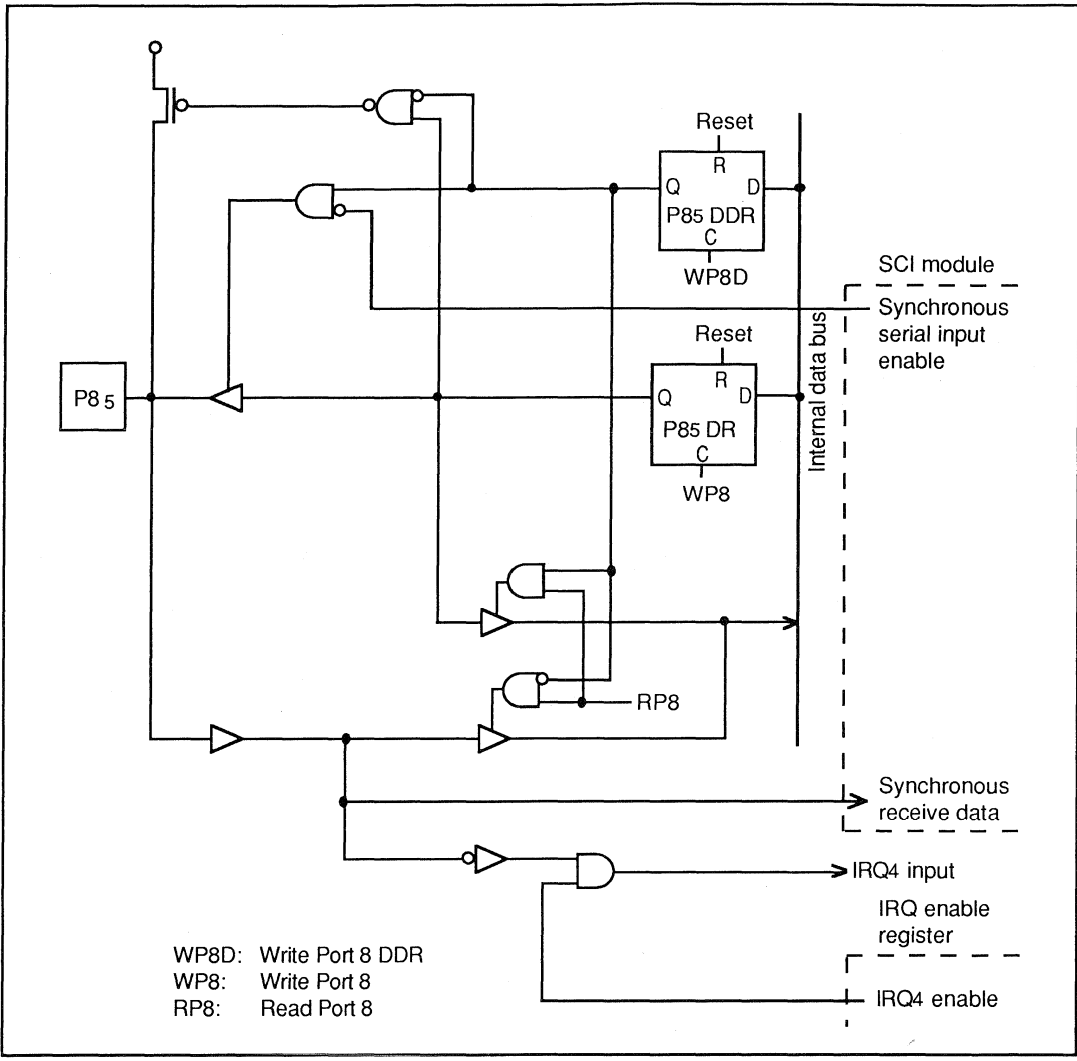 Reset
R
Q D
P85 DDR
C
WP8D
SCI module
Synchronous
serial input
enable
Internal data bus
Reset
R
Q D
P85 DR
C
WP8
P85
RP8
Synchronous
receive data
IRQ4 input
IRQ enable
register
IRQ4 enable
WP8D: Write Port 8 DDR
WP8: Write Port 8
RP8: Read Port 8